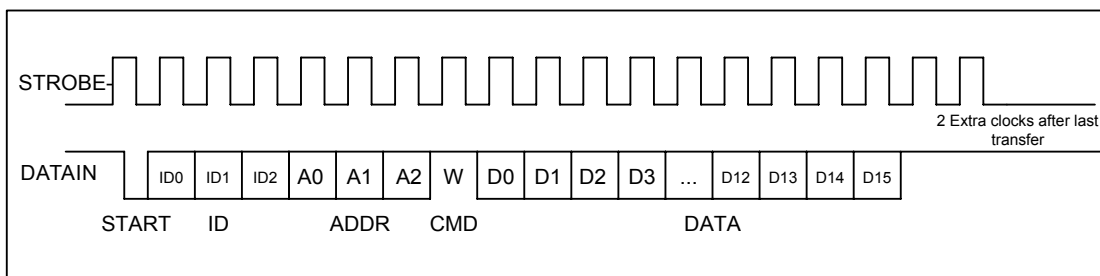 STROBE-
2 Extra clocks after last
transfer
DATAIN ID0 ID1 ID2 A0 A1 A2 W D0 D1 D2 D3 ... D12 D13 D14 D15
START ID ADDR CMD DATA